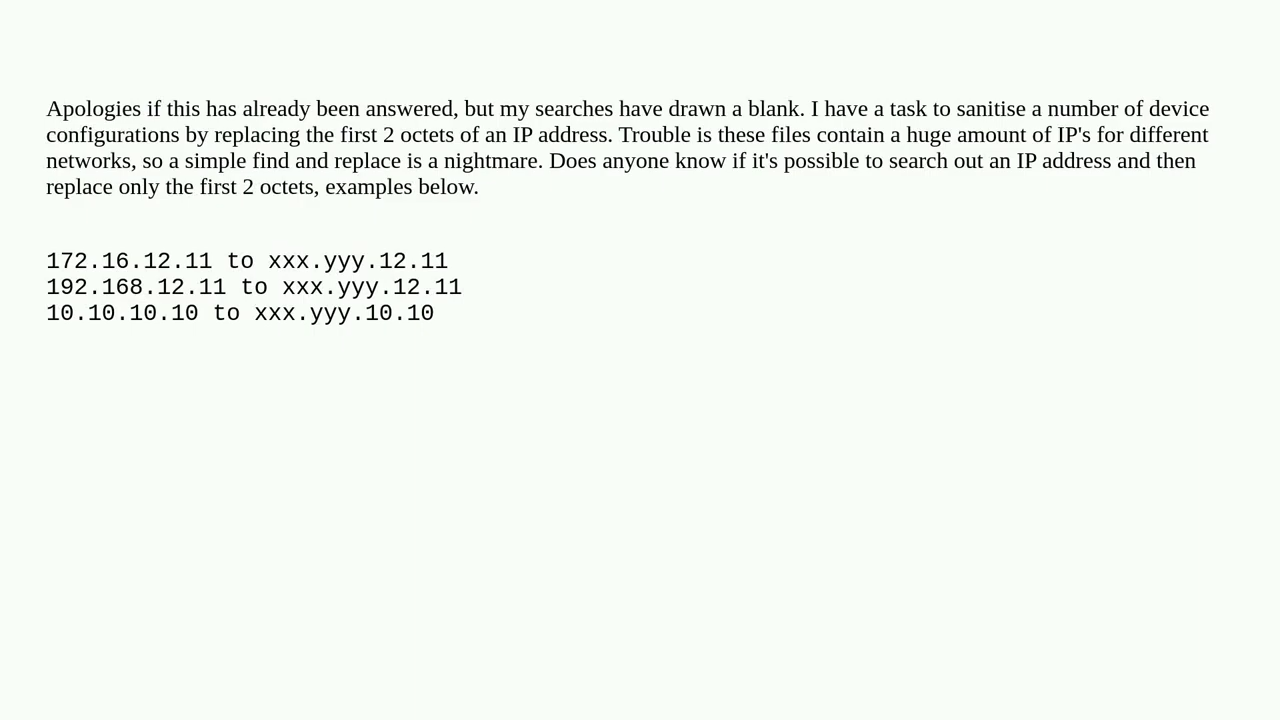 Apologies if this has already been answered, but my searches have drawn a blank. I have a task to sanitise a number of device
configurations by replacing the first 2 octets of an IP address. Trouble is these files contain a huge amount of IP's for different
networks, so a simple find and replace is a nightmare. Does anyone know if it's possible to search out an IP address and then
replace only the first 2 octets, examples below.
172.16.12.11 to xxx.yyy.12.11
192.168.12.11 to xxx.yyy.12.11
10.10.10.10 to xxx.yyy.10.10